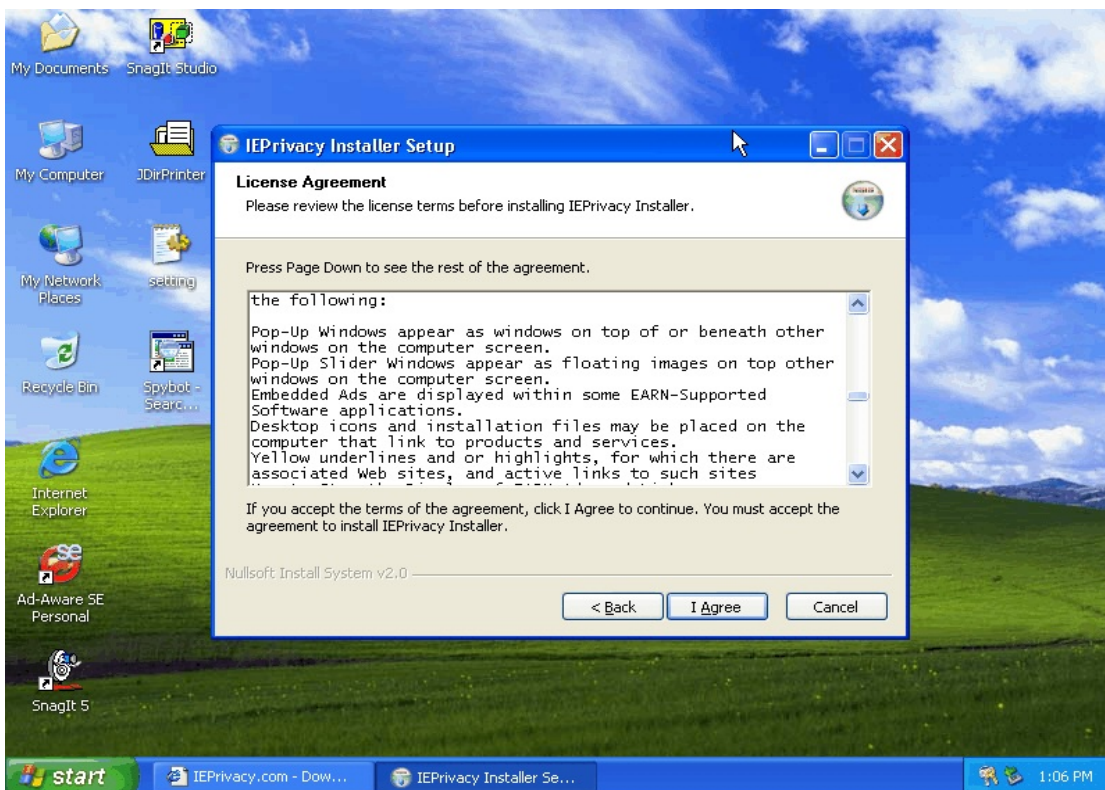 My Documents
SnagIt Studio
My Computer
JDirPrinter
My Network
Places
setting
Recycle Bin
Spybot -
Searc...
Internet
Explorer
Ad-Aware SE
Personal
SnagIt 5
IEPrivacy Installer Setup
License Agreement
Please review the license terms before installing IEPrivacy Installer.
Press Page Down to see the rest of the agreement.
the following:
Pop-Up Windows appear as windows on top of or beneath other
windows on the computer screen.
Pop-Up Slider Windows appear as floating images on top other
windows on the computer screen.
Embedded Ads are displayed within some EARN-Supported
Software applications.
Desktop icons and installation files may be placed on the
computer that link to products and services.
Yellow underlines and or highlights, for which there are
associated Web sites, and active links to such sites
If you accept the terms of the agreement, click I Agree to continue. You must accept the
agreement to install IEPrivacy Installer.
Nullsoft Install System v2.0
< Back
I Agree
Cancel
start
IEPrivacy.com - Dow...
IEPrivacy Installer Se...
1:06 PM